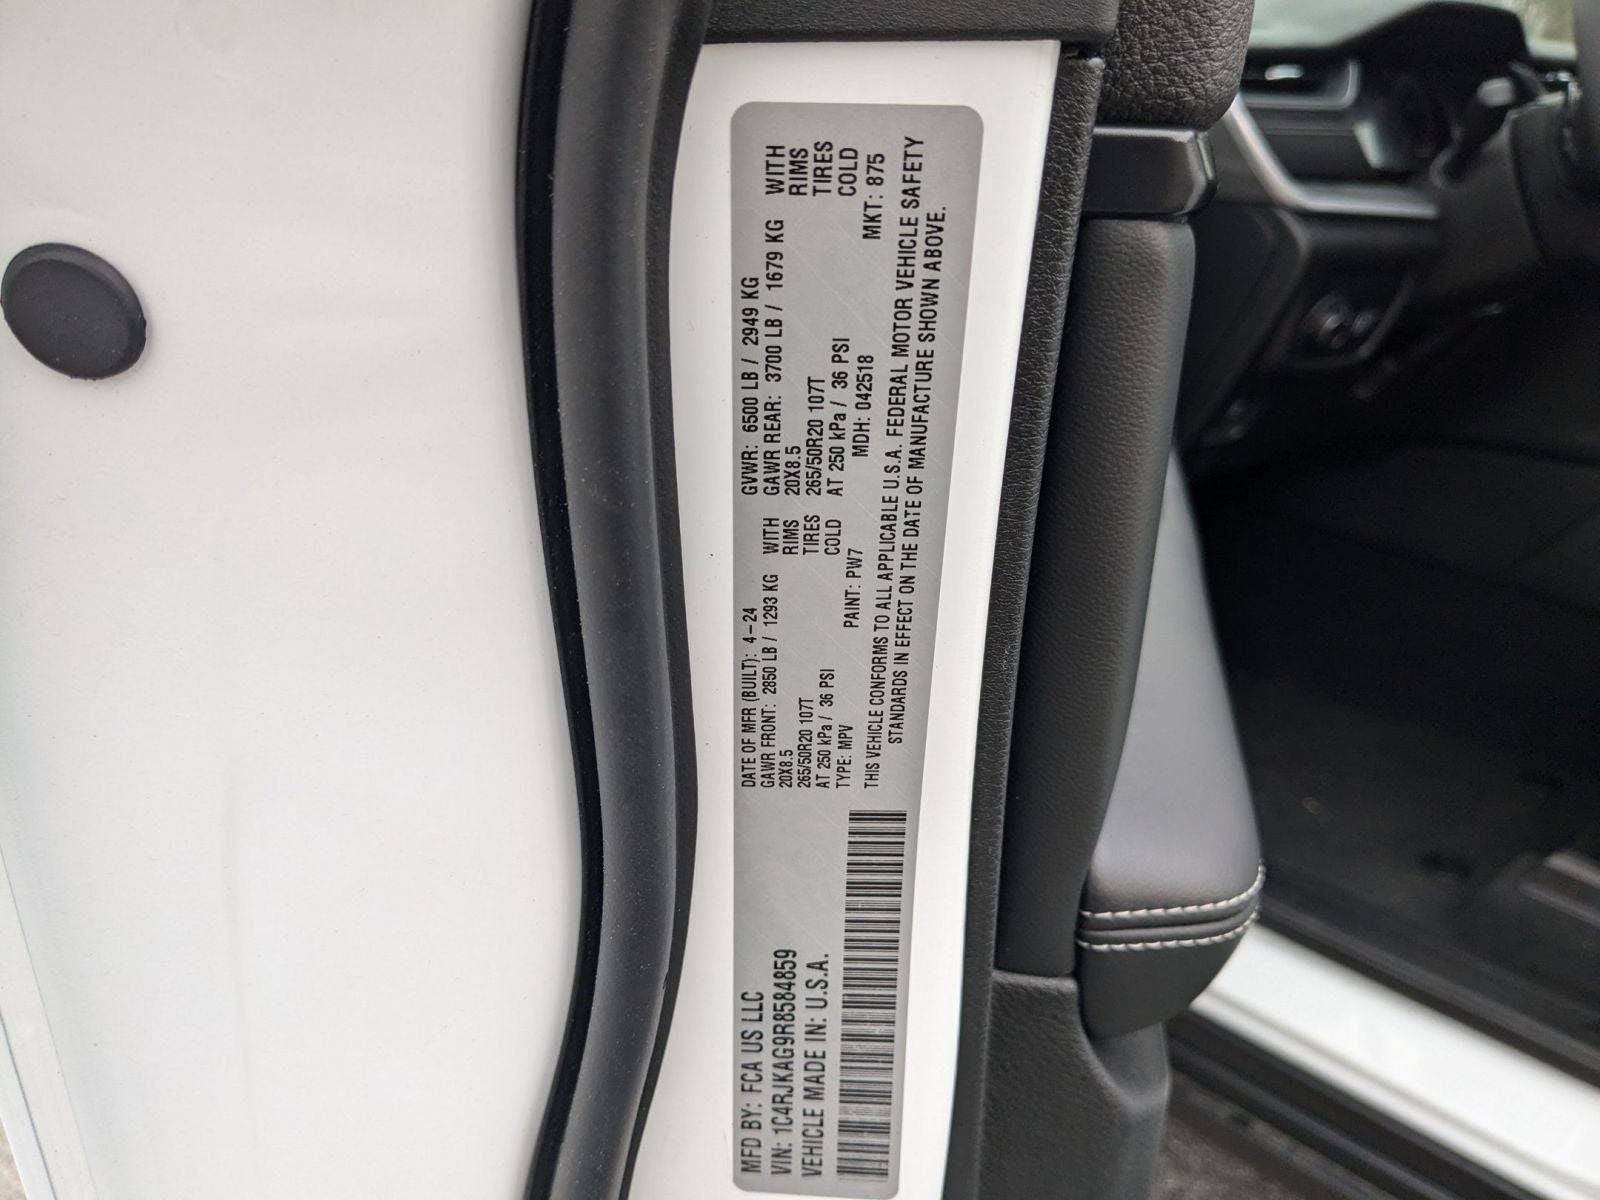 MFD BY: FCA US LLC
VIN: 1C4RJKAG9R8584859
VEHICLE MADE IN: U.S.A.
DATE OF MFR (BUILT): 4-24 GVWR: 6500 LB / 2949 KG
GAWR FRONT: 2850 LB / 1293 KG WITH GAWR REAR: 3700 LB / 1679 KG WITH
20X8.5 RIMS 20X8.5 RIMS
265/50R20 107T TIRES 265/50R20 107T TIRES
AT 250 kPa / 36 PSI COLD AT 250 kPa / 36 PSI COLD
TYPE: MPV PAINT: PW7 MDH: 042518 MKT: 875
THIS VEHICLE CONFORMS TO ALL APPLICABLE U.S.A. FEDERAL MOTOR VEHICLE SAFETY
STANDARDS IN EFFECT ON THE DATE OF MANUFACTURE SHOWN ABOVE.